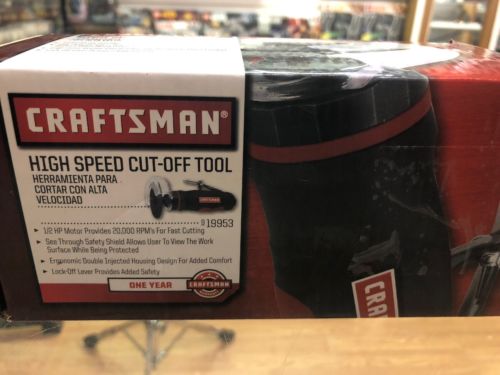 CRAFTSMAN®
HIGH SPEED CUT-OFF TOOL
HERRAMIENTA PARA
CORTAR CON ALTA
VELOCIDAD
CRAFTSMAN
9 19953
1/2 HP Motor Provides 20,000 RPM's For Fast Cutting
See Through Safety Shield Allows User To View The Work
Surface While Being Protected
Ergonomic Double Injected Housing Design For Added Comfort
Lock-Off Lever Provides Added Safety
ONE YEAR
CRAFTSMAN
CRAFTSMAN